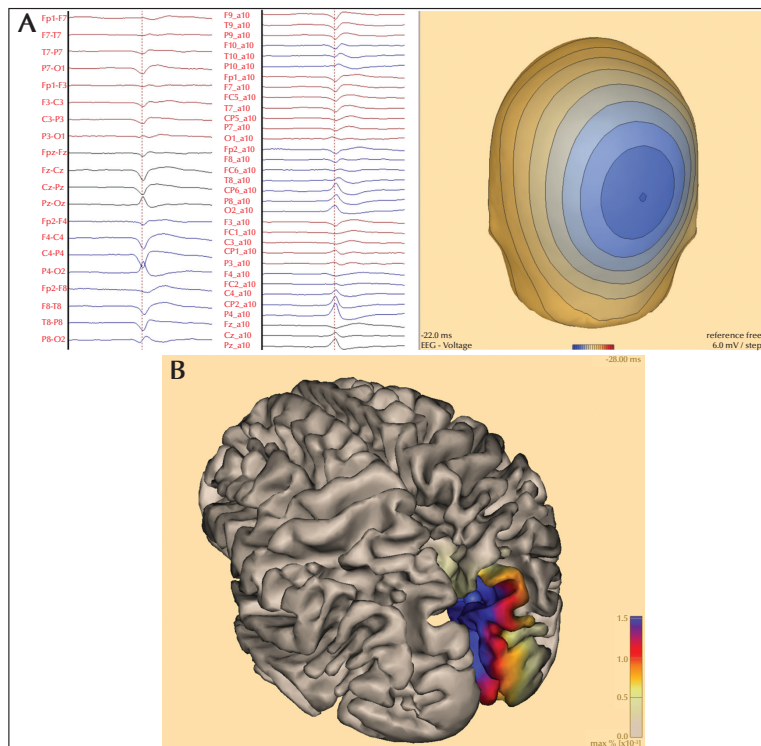 A
Fp1-F7
F7-T7
T7-P7
P7-O1
Fp1-F3
F3-C3
C3-P3
P3-O1
Fpz-Fz
Fz-Cz
Cz-Pz
Pz-Oz
Fp2-F4
F4-C4
C4-P4
P4-O2
Fp2-F8
F8-T8
T8-P8
P8-O2
F9_a10
T9_a10
P9_a10
F10_a10
T10_a10
P10_a10
Fp1_a10
F7_a10
FC5_a10
T7_a10
CP5_a10
P7_a10
O1_a10
Fp2_a10
F8_a10
FC6_a10
T8_a10
CP6_a10
P8_a10
O2_a10
F3_a10
FC1_a10
C3_a10
CP1_a10
P3_a10
F4_a10
FC2_a10
C4_a10
CP2_a10
P4_a10
Fz_a10
Cz_a10
Pz_a10
-22.0 ms
EEG - Voltage
reference free
6.0 mV / step
B
-28.00 ms
1.5
1.0
0.5
0.0